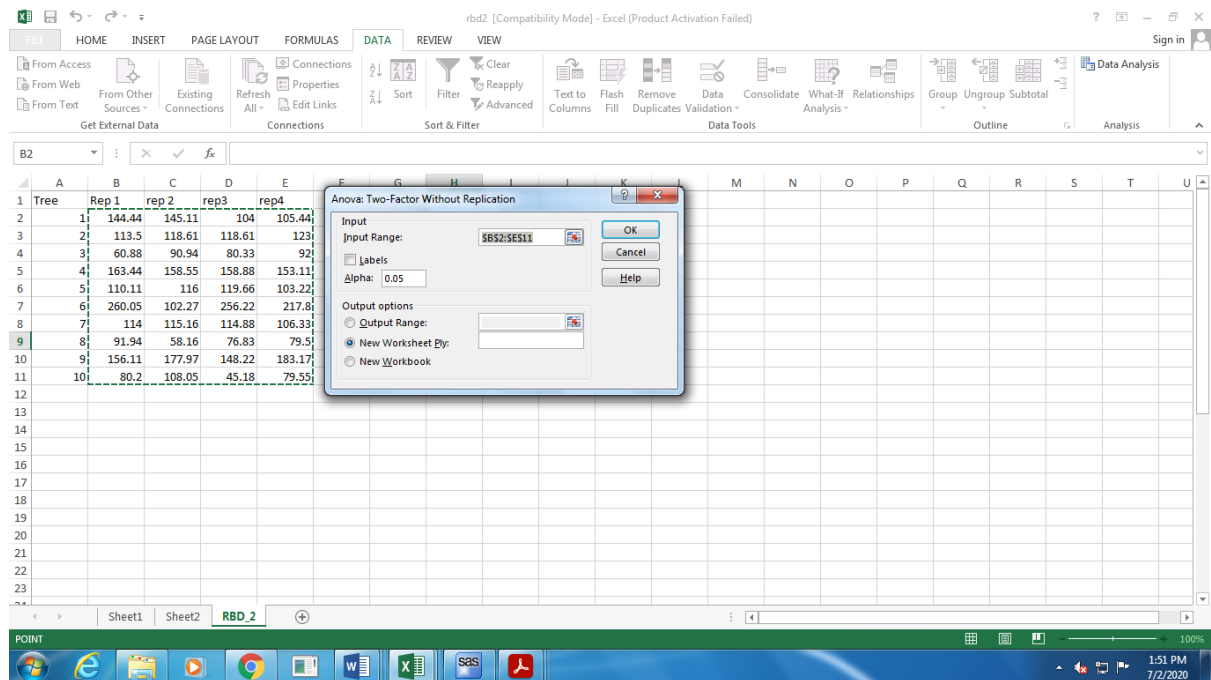 rbd2 [Compatibility Mode] - Excel (Product Activation Failed)
FILE HOME INSERT PAGE LAYOUT FORMULAS DATA REVIEW VIEW Sign in
From Access
From Web
From Text
From Other Sources
Existing Connections
Get External Data
Refresh All
Connections
Properties
Edit Links
Connections
Sort
Filter
Clear
Reapply
Advanced
Sort & Filter
Text to Columns
Flash Fill
Remove Duplicates
Data Validation
Consolidate
What-If Analysis
Relationships
Data Tools
Group
Ungroup
Subtotal
Outline
Data Analysis
Analysis
B2 fx
A B C D E F G H I J K L M N O P Q R S T U
1 Tree Rep 1 rep 2 rep3 rep4
2 1 144.44 145.11 104 105.44
3 2 113.5 118.61 118.61 123
4 3 60.88 90.94 80.33 92
5 4 163.44 158.55 158.88 153.11
6 5 110.11 116 119.66 103.22
7 6 260.05 102.27 256.22 217.8
8 7 114 115.16 114.88 106.33
9 8 91.94 58.16 76.83 79.5
10 9 156.11 177.97 148.22 183.17
11 10 80.2 108.05 45.18 79.55
12
13
14
15
16
17
18
19
20
21
22
23
24
Anova: Two-Factor Without Replication
Input
Input Range: $B$2:$E$11
Labels
Alpha: 0.05
Output options
Output Range:
New Worksheet Ply:
New Workbook
OK
Cancel
Help
Sheet1 Sheet2 RBD_2
POINT 100%
sas
1:51 PM
7/2/2020